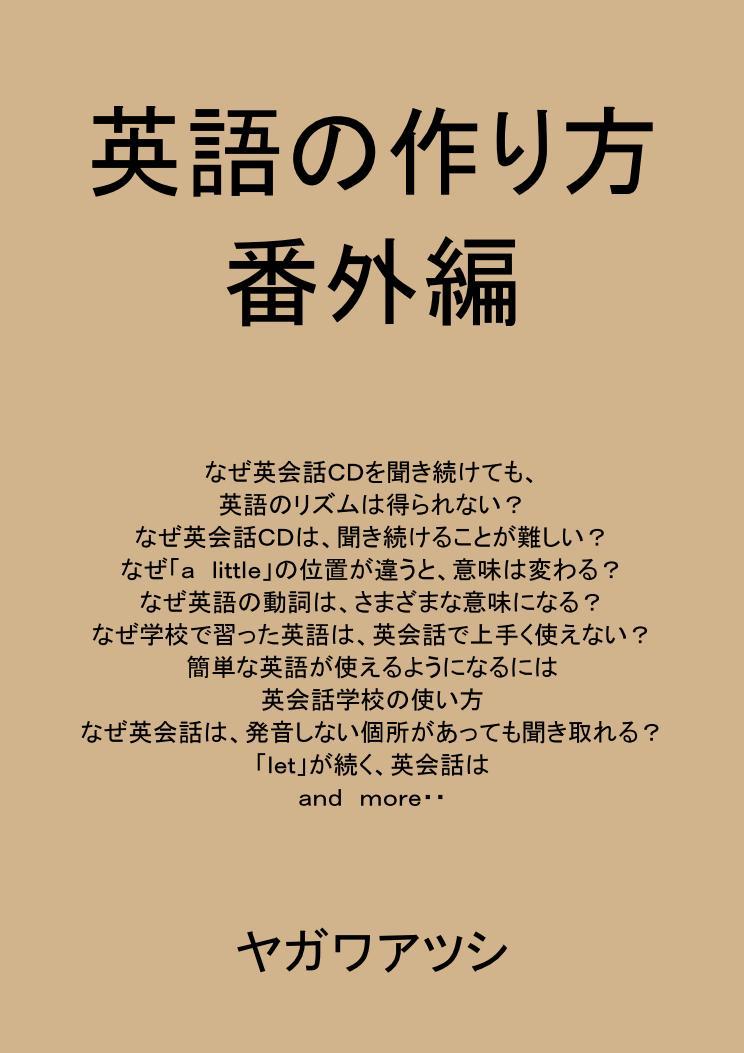 英語の作り方
番外編
なぜ英会話CDを聞き続けても、
英語のリズムは得られない？
なぜ英会話CDは、聞き続けることが難しい？
なぜ「a　little」の位置が違うと、意味は変わる？
なぜ英語の動詞は、さまざまな意味になる？
なぜ学校で習った英語は、英会話で上手く使えない？
簡単な英語が使えるようになるには
英会話学校の使い方
なぜ英会話は、発音しない個所があっても聞き取れる？
「let」が続く、英会話は
and　more・・
ヤガワアツシ